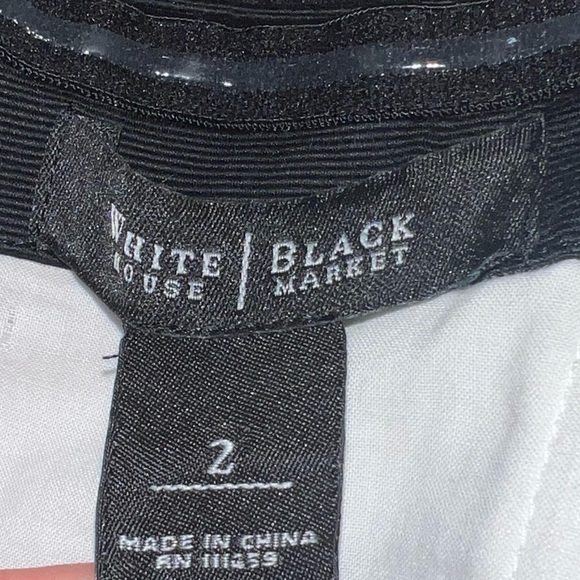 WHITE | BLACK
HOUSE | MARKET
2
MADE IN CHINA
RN 111459